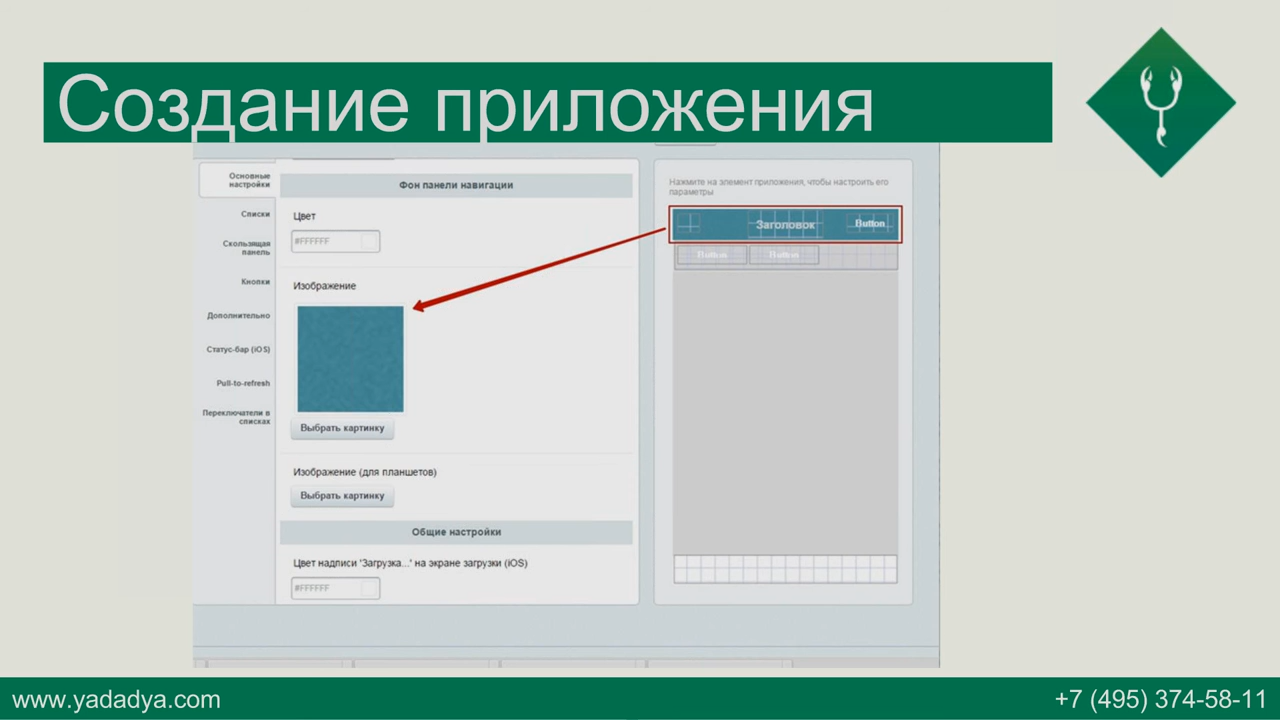 Создание приложения
Основные
настройки
Списки
Скользящая
панель
Кнопки
Дополнительно
Статус-бар (iOS)
Pull-to-refresh
Переключатели в
списках
Фон панели навигации
Цвет
#FFFFFF
Изображение
Выбрать картинку
Изображение (для планшетов)
Выбрать картинку
Общие настройки
Цвет надписи 'Загрузка...' на экране загрузки (iOS)
#FFFFFF
Нажмите на элемент приложения, чтобы настроить его
параметры
Заголовок
Button
Button
Button
www.yadadya.com
+7 (495) 374-58-11